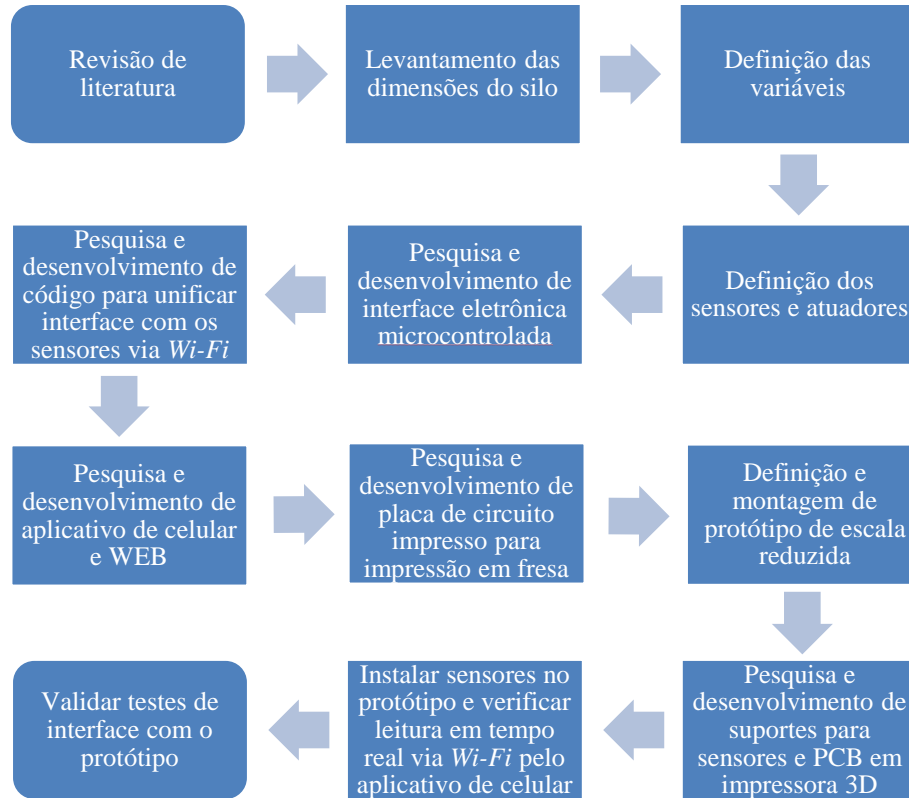 Revisão de
literatura
Levantamento das
dimensões do silo
Definição das
variáveis
Definição dos
sensores e atuadores
Pesquisa e
desenvolvimento de
interface eletrônica
microcontrolada
Pesquisa e
desenvolvimento de
código para unificar
interface com os
sensores via Wi-Fi
Pesquisa e
desenvolvimento de
aplicativo de celular
e WEB
Pesquisa e
desenvolvimento de
placa de circuito
impresso para
impressão em fresa
Definição e
montagem de
protótipo de escala
reduzida
Pesquisa e
desenvolvimento de
suportes para
sensores e PCB em
impressora 3D
Instalar sensores no
protótipo e verificar
leitura em tempo
real via Wi-Fi pelo
aplicativo de celular
Validar testes de
interface com o
protótipo